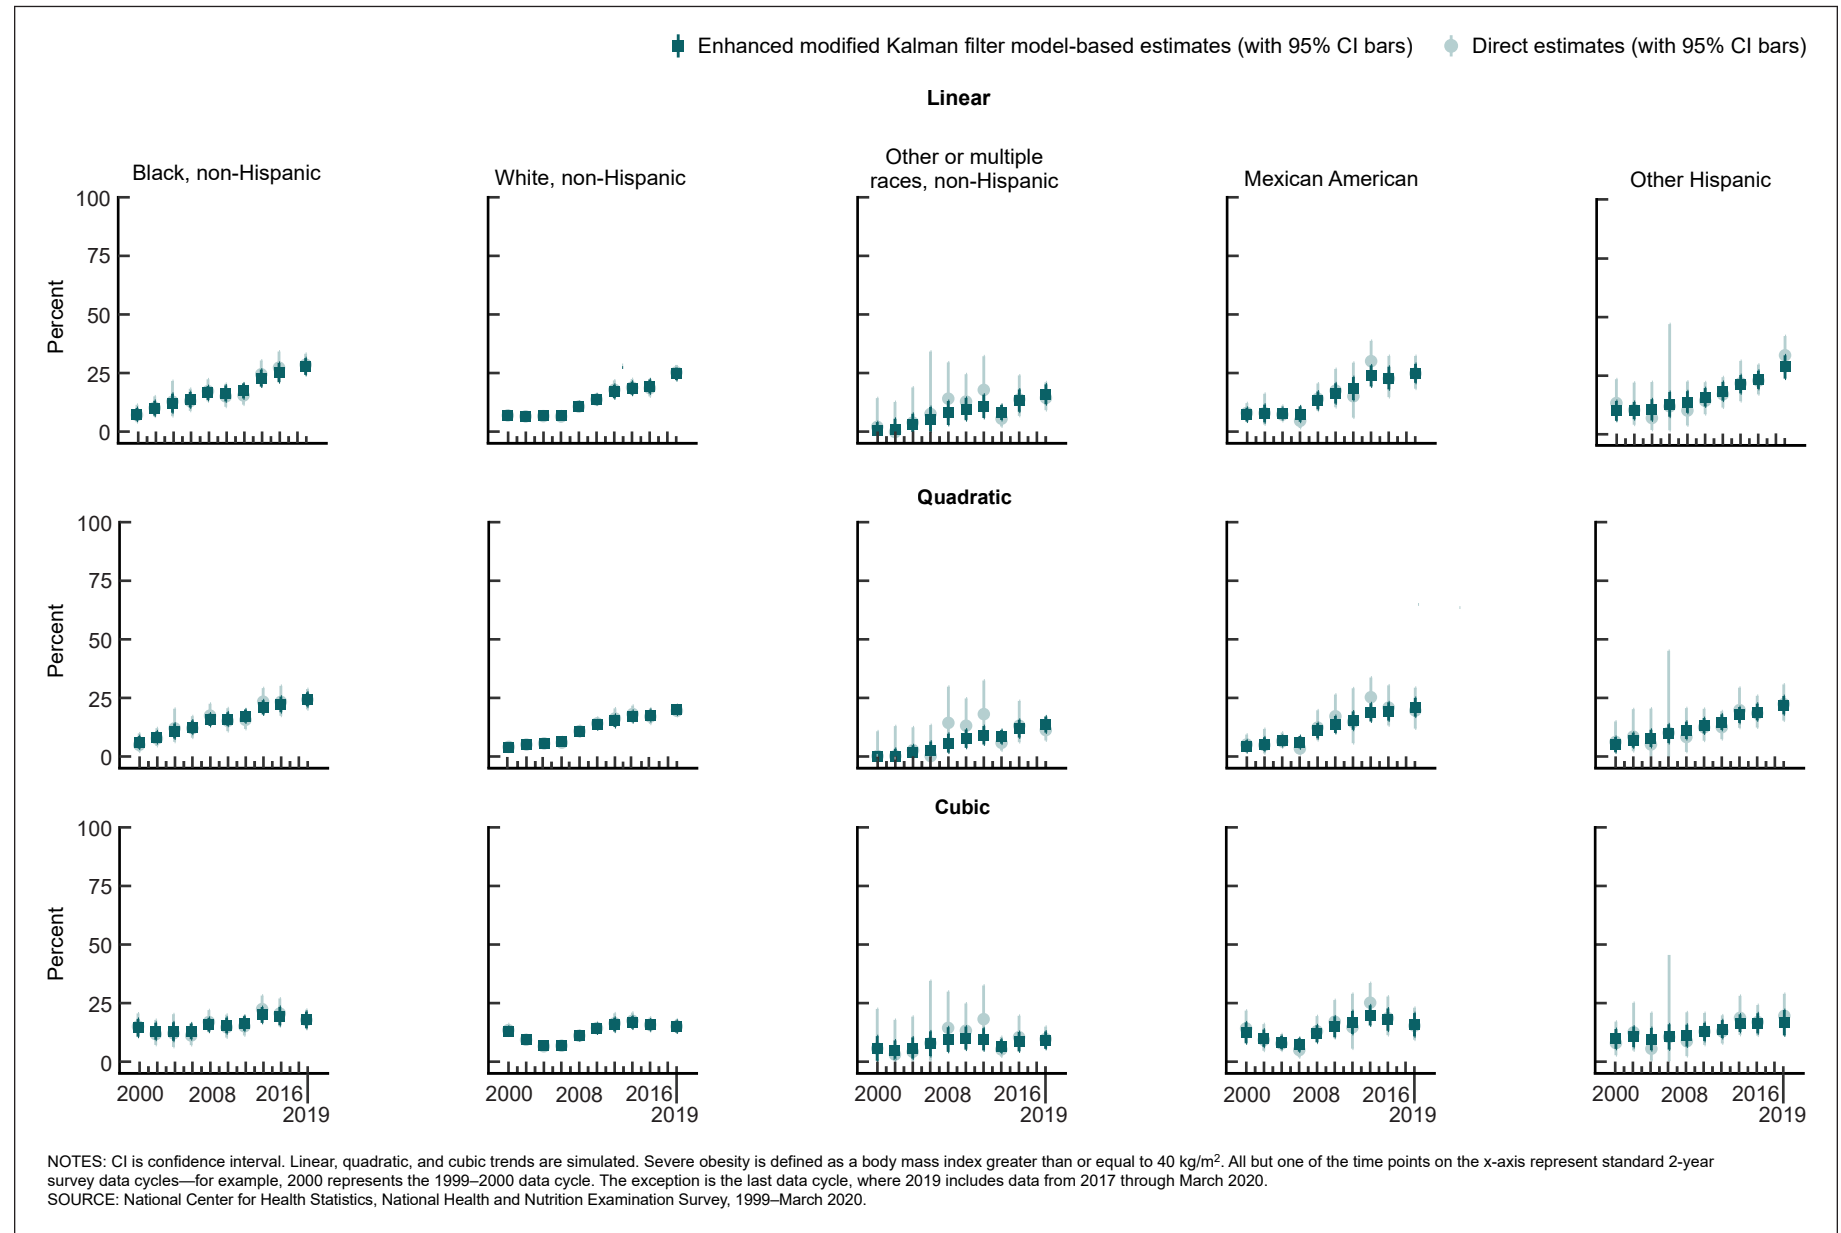 Enhanced modified Kalman filter model-based estimates (with 95% CI bars) Direct estimates (with 95% CI bars)
Linear
Black, non-Hispanic
White, non-Hispanic
Other or multiple
races, non-Hispanic
Mexican American
Other Hispanic
Percent
100
75
50
25
0
Quadratic
Percent
100
75
50
25
0
Cubic
Percent
100
75
50
25
0
2000 2008 2016 2019
2000 2008 2016 2019
2000 2008 2016 2019
2000 2008 2016 2019
2000 2008 2016 2019
NOTES: CI is confidence interval. Linear, quadratic, and cubic trends are simulated. Severe obesity is defined as a body mass index greater than or equal to 40 kg/m². All but one of the time points on the x-axis represent standard 2-year
survey data cycles—for example, 2000 represents the 1999–2000 data cycle. The exception is the last data cycle, where 2019 includes data from 2017 through March 2020.
SOURCE: National Center for Health Statistics, National Health and Nutrition Examination Survey, 1999–March 2020.